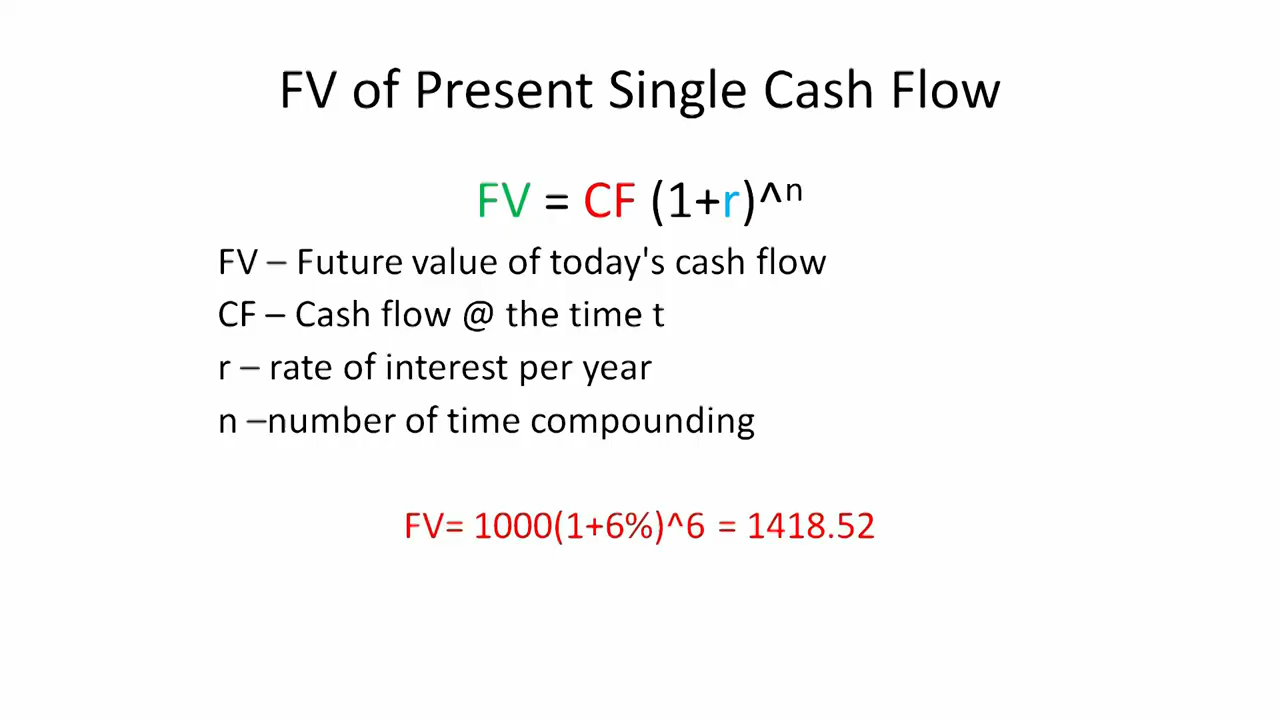 FV of Present Single Cash Flow
FV = CF (1+r)^ⁿ
FV – Future value of today's cash flow
CF – Cash flow @ the time t
r – rate of interest per year
n –number of time compounding
FV= 1000(1+6%)^6 = 1418.52